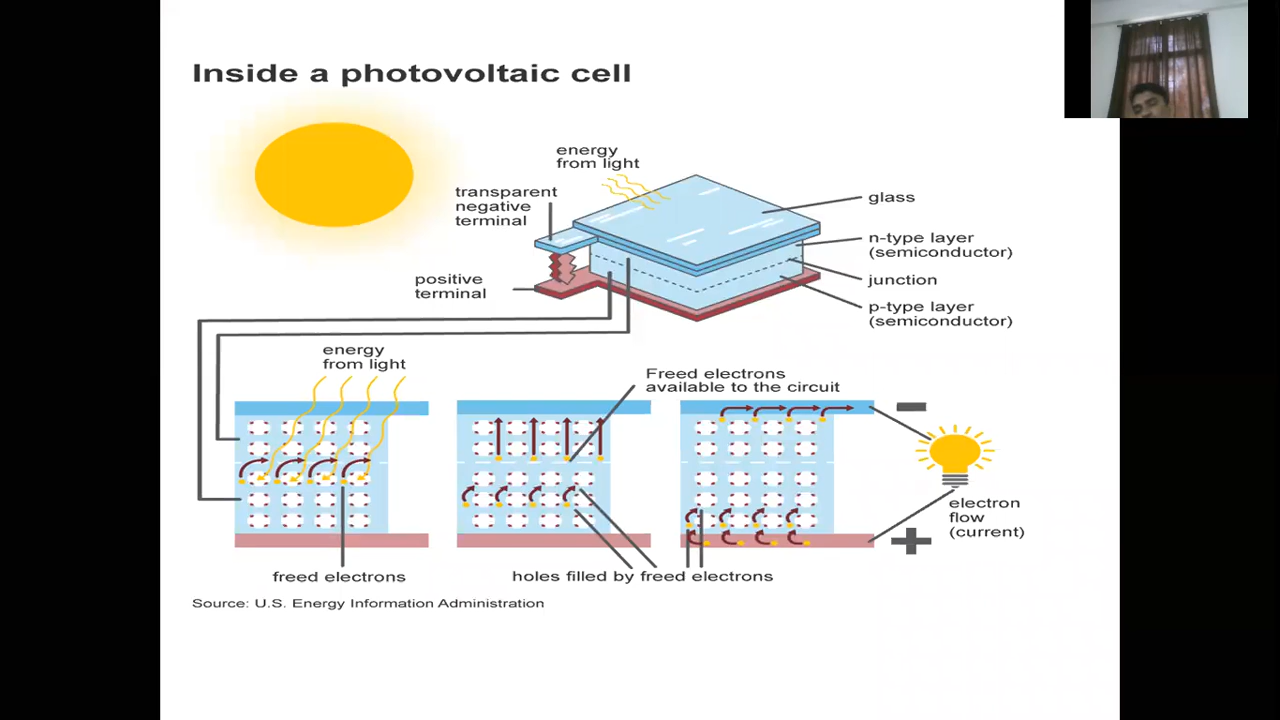 Inside a photovoltaic cell
energy
from light
transparent
negative
terminal
glass
n-type layer
(semiconductor)
junction
positive
terminal
p-type layer
(semiconductor)
energy
from light
Freed electrons
available to the circuit
electron
flow
(current)
freed electrons
holes filled by freed electrons
Source: U.S. Energy Information Administration